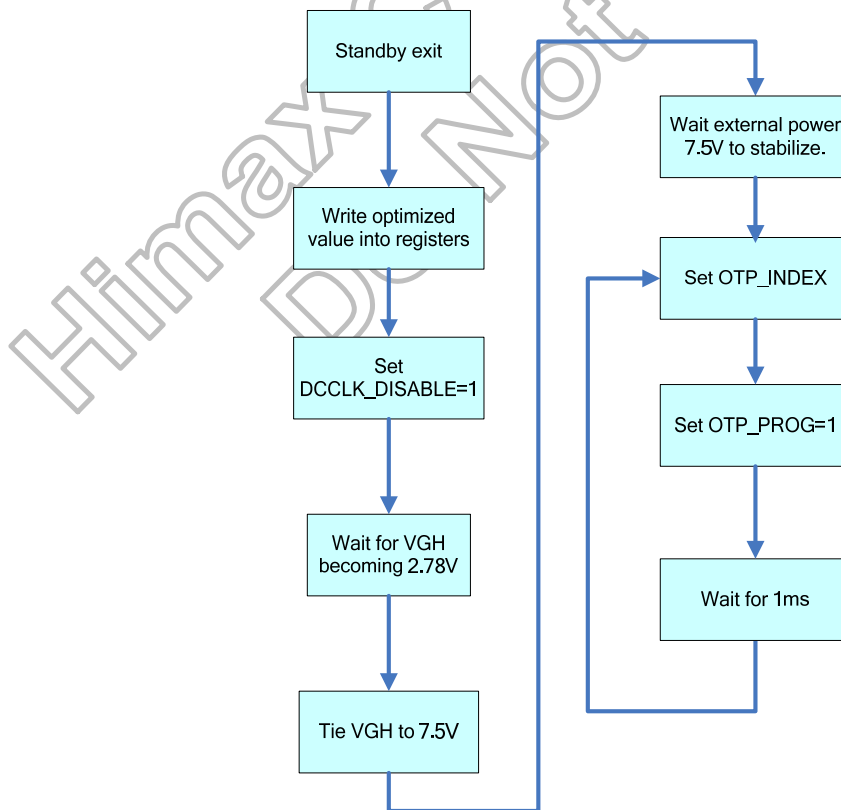 Standby exit
Write optimized
value into registers
Set
DCCLK_DISABLE=1
Wait for VGH
becoming 2.78V
Tie VGH to 7.5V
Wait external power
7.5V to stabilize.
Set OTP_INDEX
Set OTP_PROG=1
Wait for 1ms
Himax
Do Not